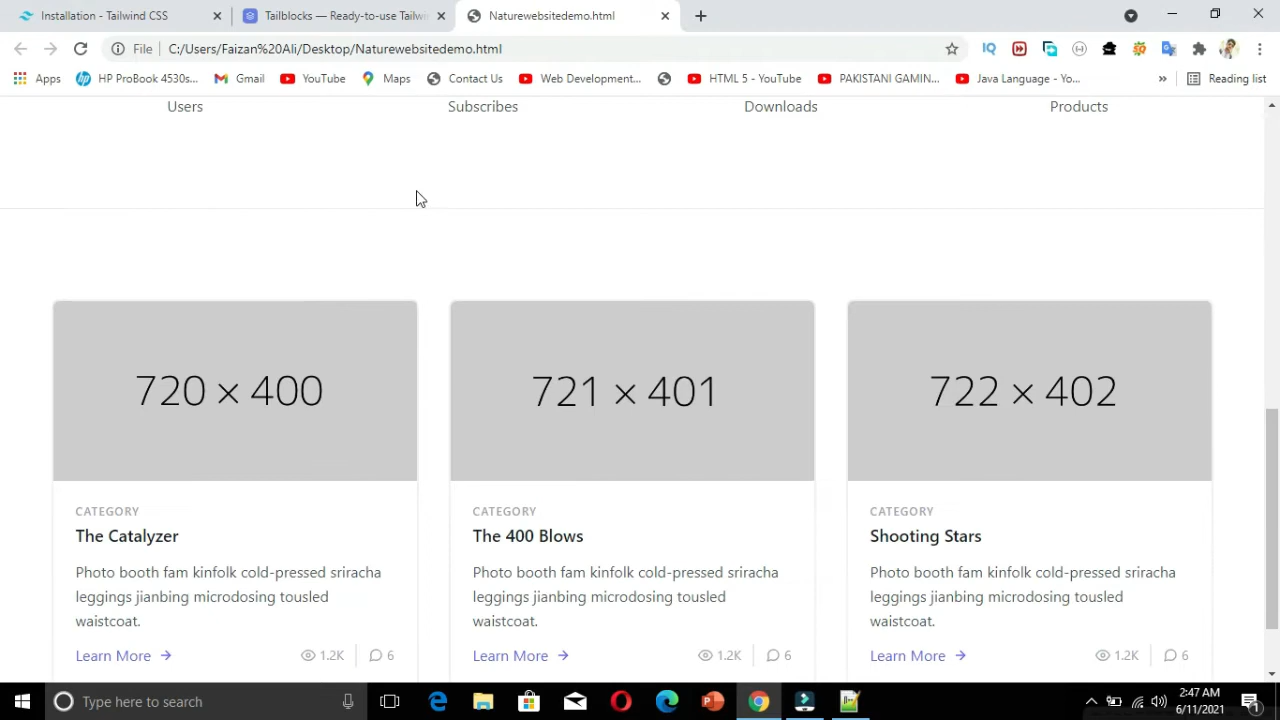 Installation - Tailwind CSS
Tailblocks — Ready-to-use Tailwi
Naturewebsitedemo.html
File
C:/Users/Faizan%20Ali/Desktop/Naturewebsitedemo.html
IQ
Apps
HP ProBook 4530s...
Gmail
YouTube
Maps
Contact Us
Web Development...
HTML 5 - YouTube
PAKISTANI GAMIN...
Java Language - Yo...
»
Reading list
Users
Subscribes
Downloads
Products
720 × 400
721 × 401
722 × 402
CATEGORY
The Catalyzer
Photo booth fam kinfolk cold-pressed sriracha
leggings jianbing microdosing tousled
waistcoat.
Learn More →
1.2K
6
CATEGORY
The 400 Blows
Photo booth fam kinfolk cold-pressed sriracha
leggings jianbing microdosing tousled
waistcoat.
Learn More →
1.2K
6
CATEGORY
Shooting Stars
Photo booth fam kinfolk cold-pressed sriracha
leggings jianbing microdosing tousled
waistcoat.
Learn More →
1.2K
6
Type here to search
2:47 AM
6/11/2021
1